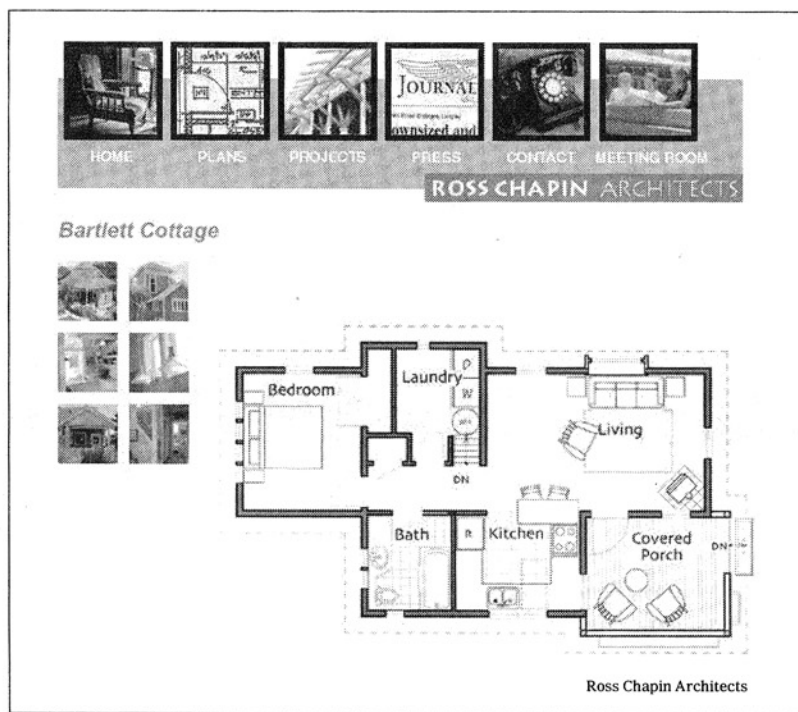 JOURNAL
ownsized and
HOME PLANS PROJECTS PRESS CONTACT MEETING ROOM
ROSS CHAPIN ARCHITECTS
Bartlett Cottage
Bedroom
Laundry
Living
DN
Bath
R
Kitchen
Covered
Porch
DN
Ross Chapin Architects